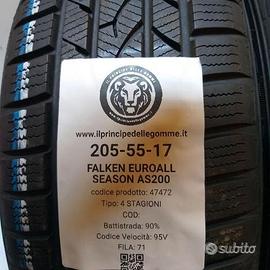 IL PRINCIPE DELLE GOMME
www.ilprincipedellegomme.it
205-55-17
FALKEN EUROALL
SEASON AS200
codice prodotto: 47472
Tipo: 4 STAGIONI
COD:
Battistrada: 90%
Codice Velocità: 95V
FILA: 71
subito